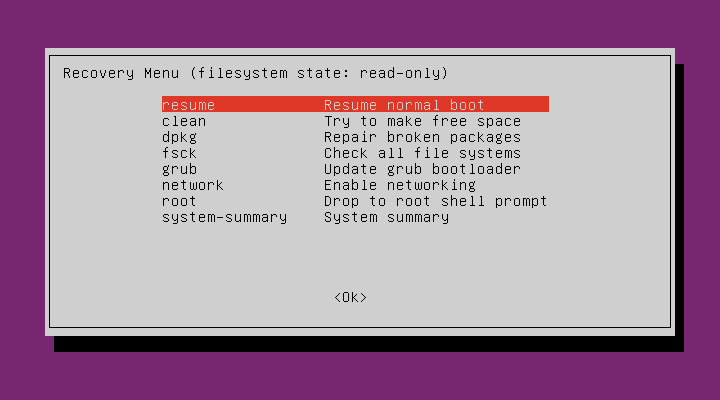 Recovery Menu (filesystem state: read-only)
resume Resume normal boot
clean Try to make free space
dpkg Repair broken packages
fsck Check all file systems
grub Update grub bootloader
network Enable networking
root Drop to root shell prompt
system-summary System summary
<Ok>